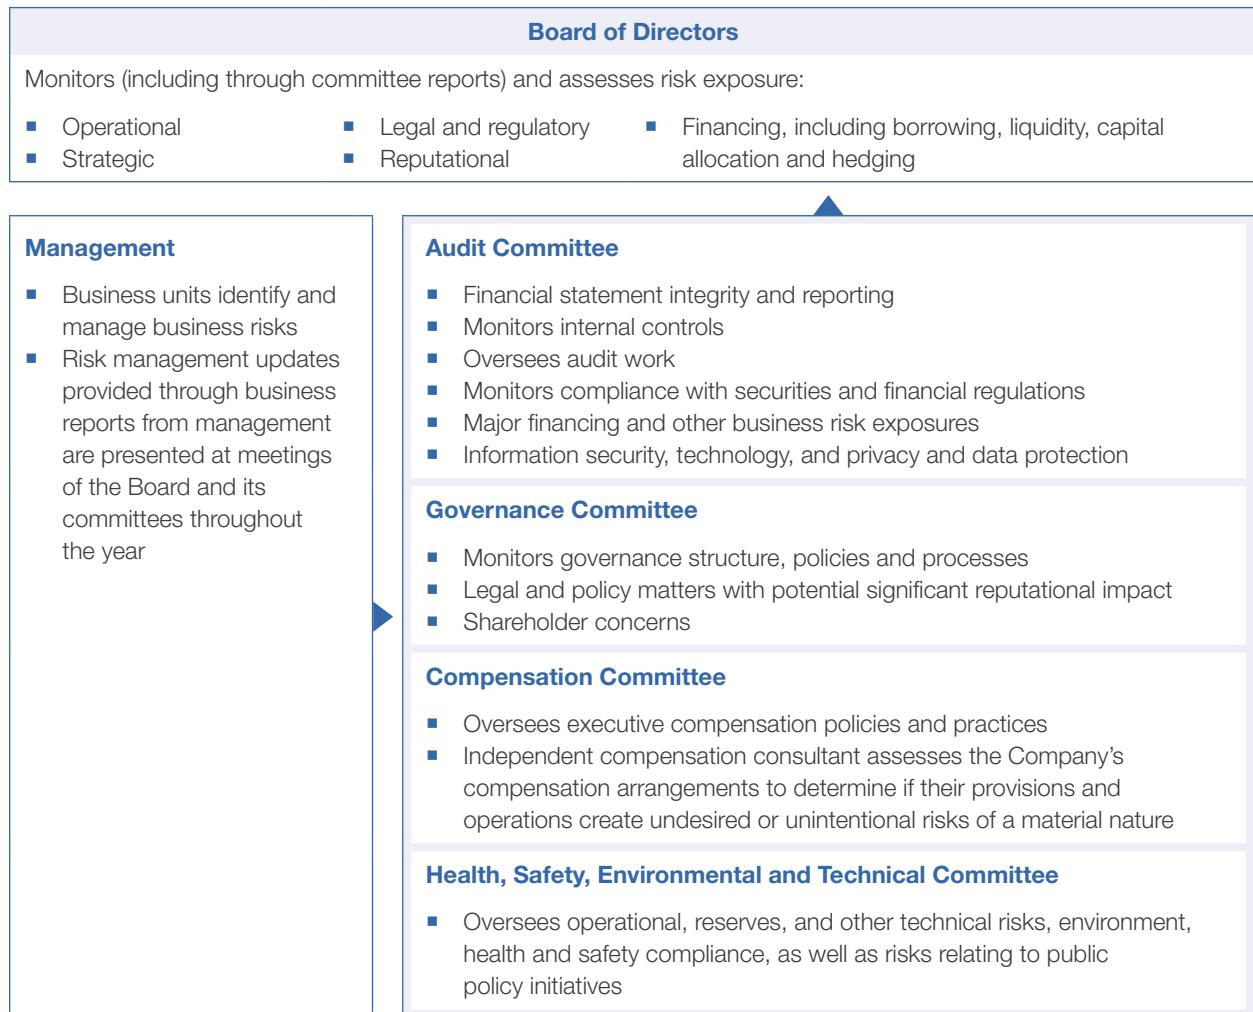 Board of Directors
Monitors (including through committee reports) and assesses risk exposure:
■ Operational
■ Strategic
■ Legal and regulatory
■ Reputational
■ Financing, including borrowing, liquidity, capital
allocation and hedging
Management
■ Business units identify and
manage business risks
■ Risk management updates
provided through business
reports from management
are presented at meetings
of the Board and its
committees throughout
the year
Audit Committee
■ Financial statement integrity and reporting
■ Monitors internal controls
■ Oversees audit work
■ Monitors compliance with securities and financial regulations
■ Major financing and other business risk exposures
■ Information security, technology, and privacy and data protection
Governance Committee
■ Monitors governance structure, policies and processes
■ Legal and policy matters with potential significant reputational impact
■ Shareholder concerns
Compensation Committee
■ Oversees executive compensation policies and practices
■ Independent compensation consultant assesses the Company’s
compensation arrangements to determine if their provisions and
operations create undesired or unintentional risks of a material nature
Health, Safety, Environmental and Technical Committee
■ Oversees operational, reserves, and other technical risks, environment,
health and safety compliance, as well as risks relating to public
policy initiatives